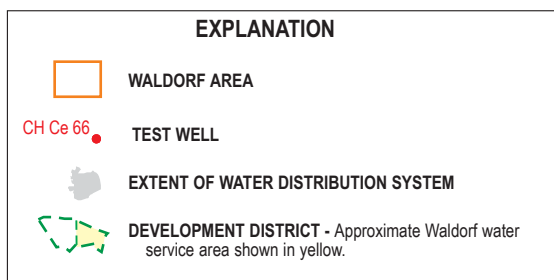 EXPLANATION
WALDORF AREA
CH Ce 66
TEST WELL
EXTENT OF WATER DISTRIBUTION SYSTEM
DEVELOPMENT DISTRICT - Approximate Waldorf water
service area shown in yellow.